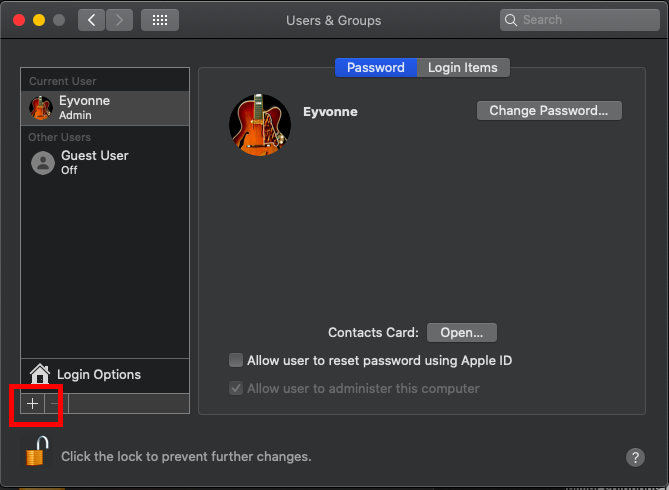 Users & Groups
Search
Password
Login Items
Current User
Eyvonne
Admin
Other Users
Guest User
Off
Login Options
Eyvonne
Change Password...
Contacts Card:
Open...
Allow user to reset password using Apple ID
Allow user to administer this computer
Click the lock to prevent further changes.
?